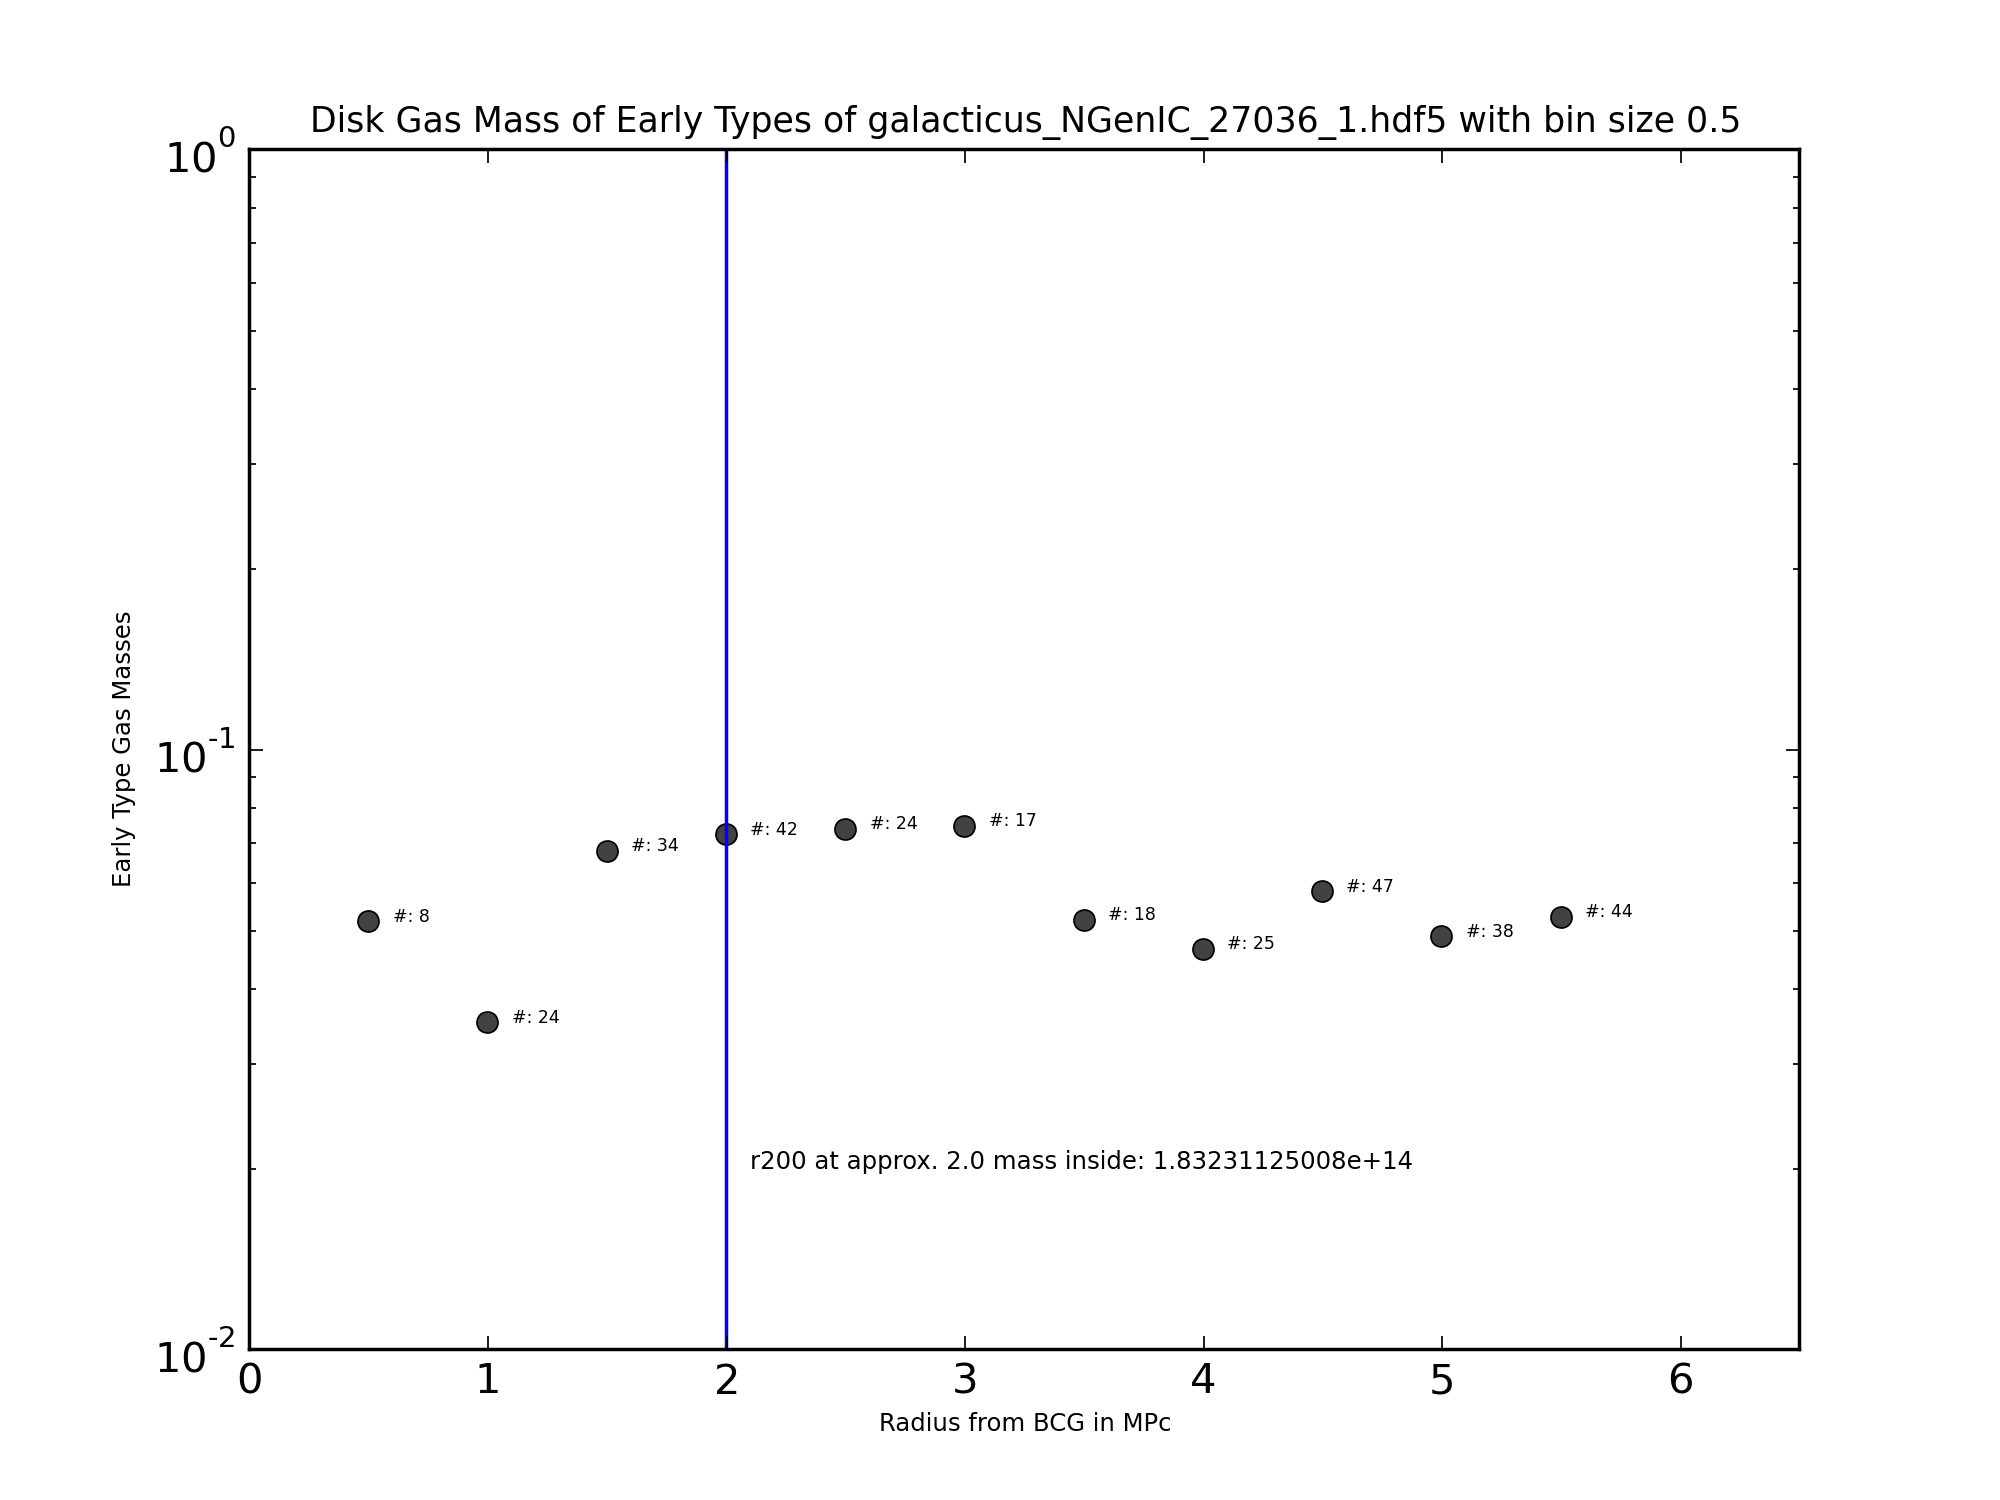 Disk Gas Mass of Early Types of galacticus_NGenIC_27036_1.hdf5 with bin size 0.5
10^0
10^-1
10^-2
Early Type Gas Masses
#: 8
#: 24
#: 34
#: 42
#: 24
#: 17
#: 18
#: 25
#: 47
#: 38
#: 44
r200 at approx. 2.0 mass inside: 1.83231125008e+14
0 1 2 3 4 5 6
Radius from BCG in MPc